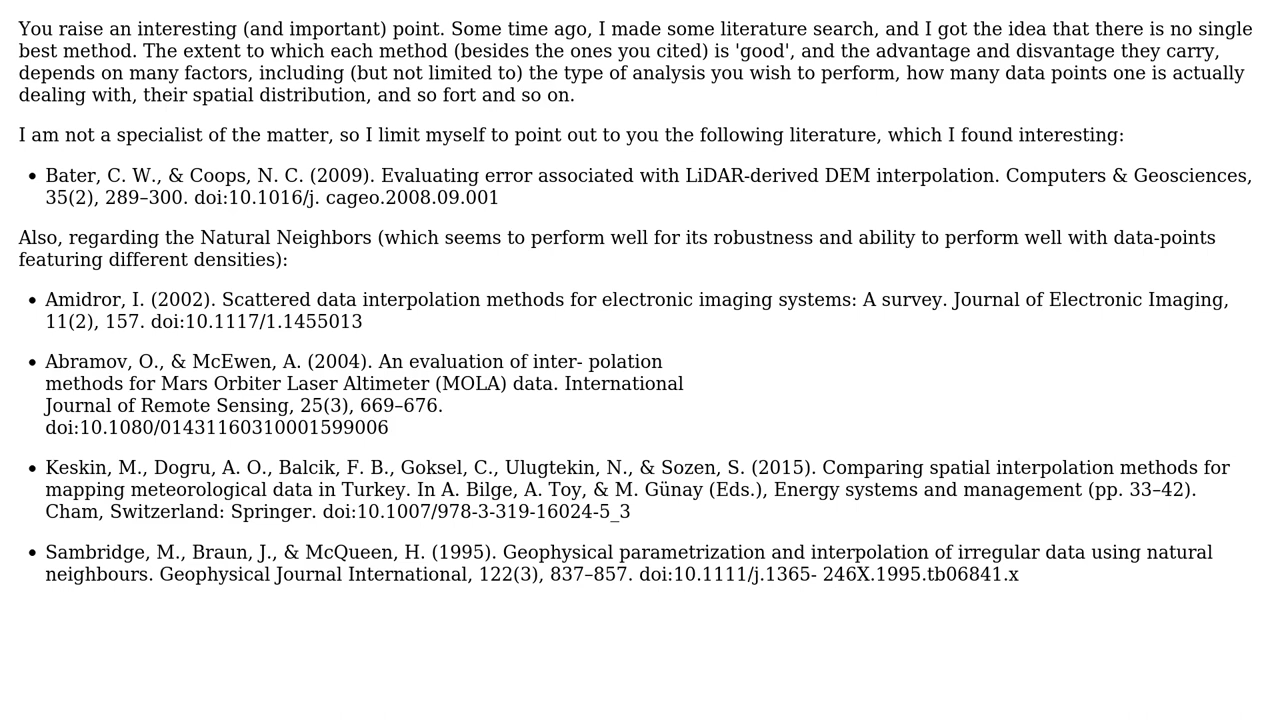 You raise an interesting (and important) point. Some time ago, I made some literature search, and I got the idea that there is no single
best method. The extent to which each method (besides the ones you cited) is 'good', and the advantage and disvantage they carry,
depends on many factors, including (but not limited to) the type of analysis you wish to perform, how many data points one is actually
dealing with, their spatial distribution, and so fort and so on.
I am not a specialist of the matter, so I limit myself to point out to you the following literature, which I found interesting:
• Bater, C. W., & Coops, N. C. (2009). Evaluating error associated with LiDAR-derived DEM interpolation. Computers & Geosciences,
35(2), 289–300. doi:10.1016/j. cageo.2008.09.001
Also, regarding the Natural Neighbors (which seems to perform well for its robustness and ability to perform well with data-points
featuring different densities):
• Amidror, I. (2002). Scattered data interpolation methods for electronic imaging systems: A survey. Journal of Electronic Imaging,
11(2), 157. doi:10.1117/1.1455013
• Abramov, O., & McEwen, A. (2004). An evaluation of inter- polation
methods for Mars Orbiter Laser Altimeter (MOLA) data. International
Journal of Remote Sensing, 25(3), 669–676.
doi:10.1080/01431160310001599006
• Keskin, M., Dogru, A. O., Balcik, F. B., Goksel, C., Ulugtekin, N., & Sozen, S. (2015). Comparing spatial interpolation methods for
mapping meteorological data in Turkey. In A. Bilge, A. Toy, & M. Günay (Eds.), Energy systems and management (pp. 33–42).
Cham, Switzerland: Springer. doi:10.1007/978-3-319-16024-5_3
• Sambridge, M., Braun, J., & McQueen, H. (1995). Geophysical parametrization and interpolation of irregular data using natural
neighbours. Geophysical Journal International, 122(3), 837–857. doi:10.1111/j.1365- 246X.1995.tb06841.x